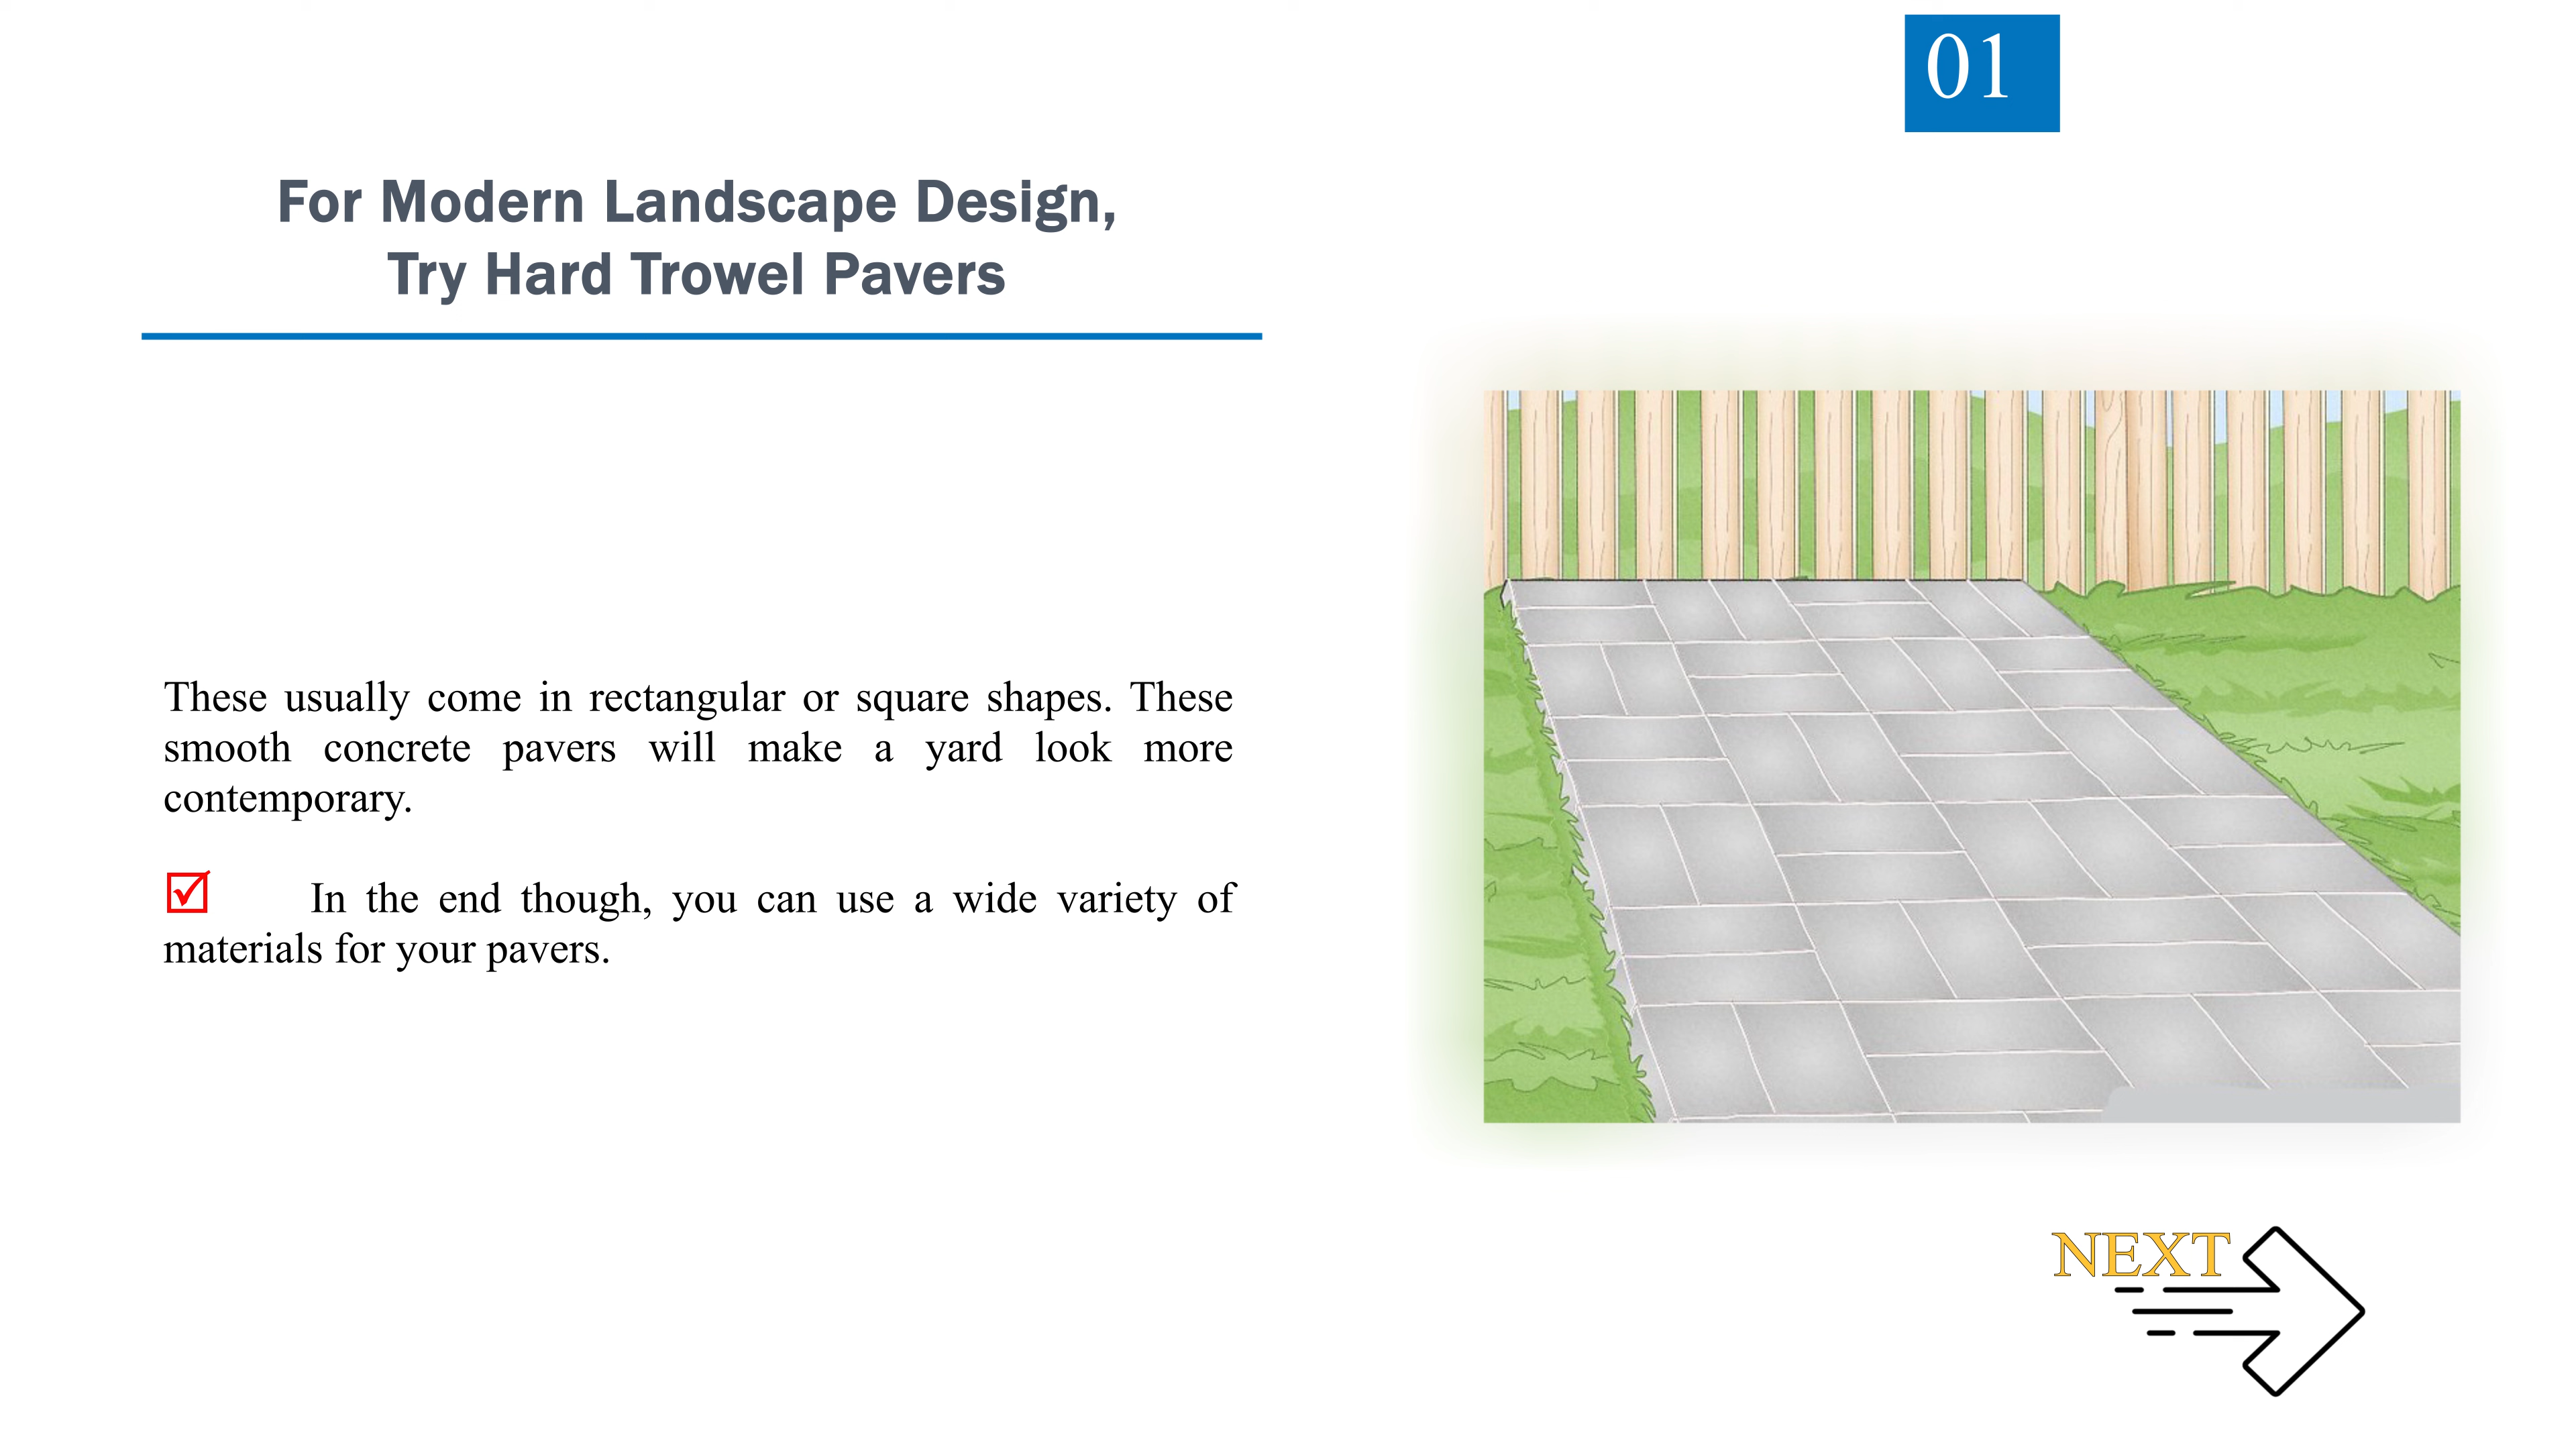 01
For Modern Landscape Design,
Try Hard Trowel Pavers
These usually come in rectangular or square shapes. These
smooth concrete pavers will make a yard look more
contemporary.
In the end though, you can use a wide variety of
materials for your pavers.
NEXT